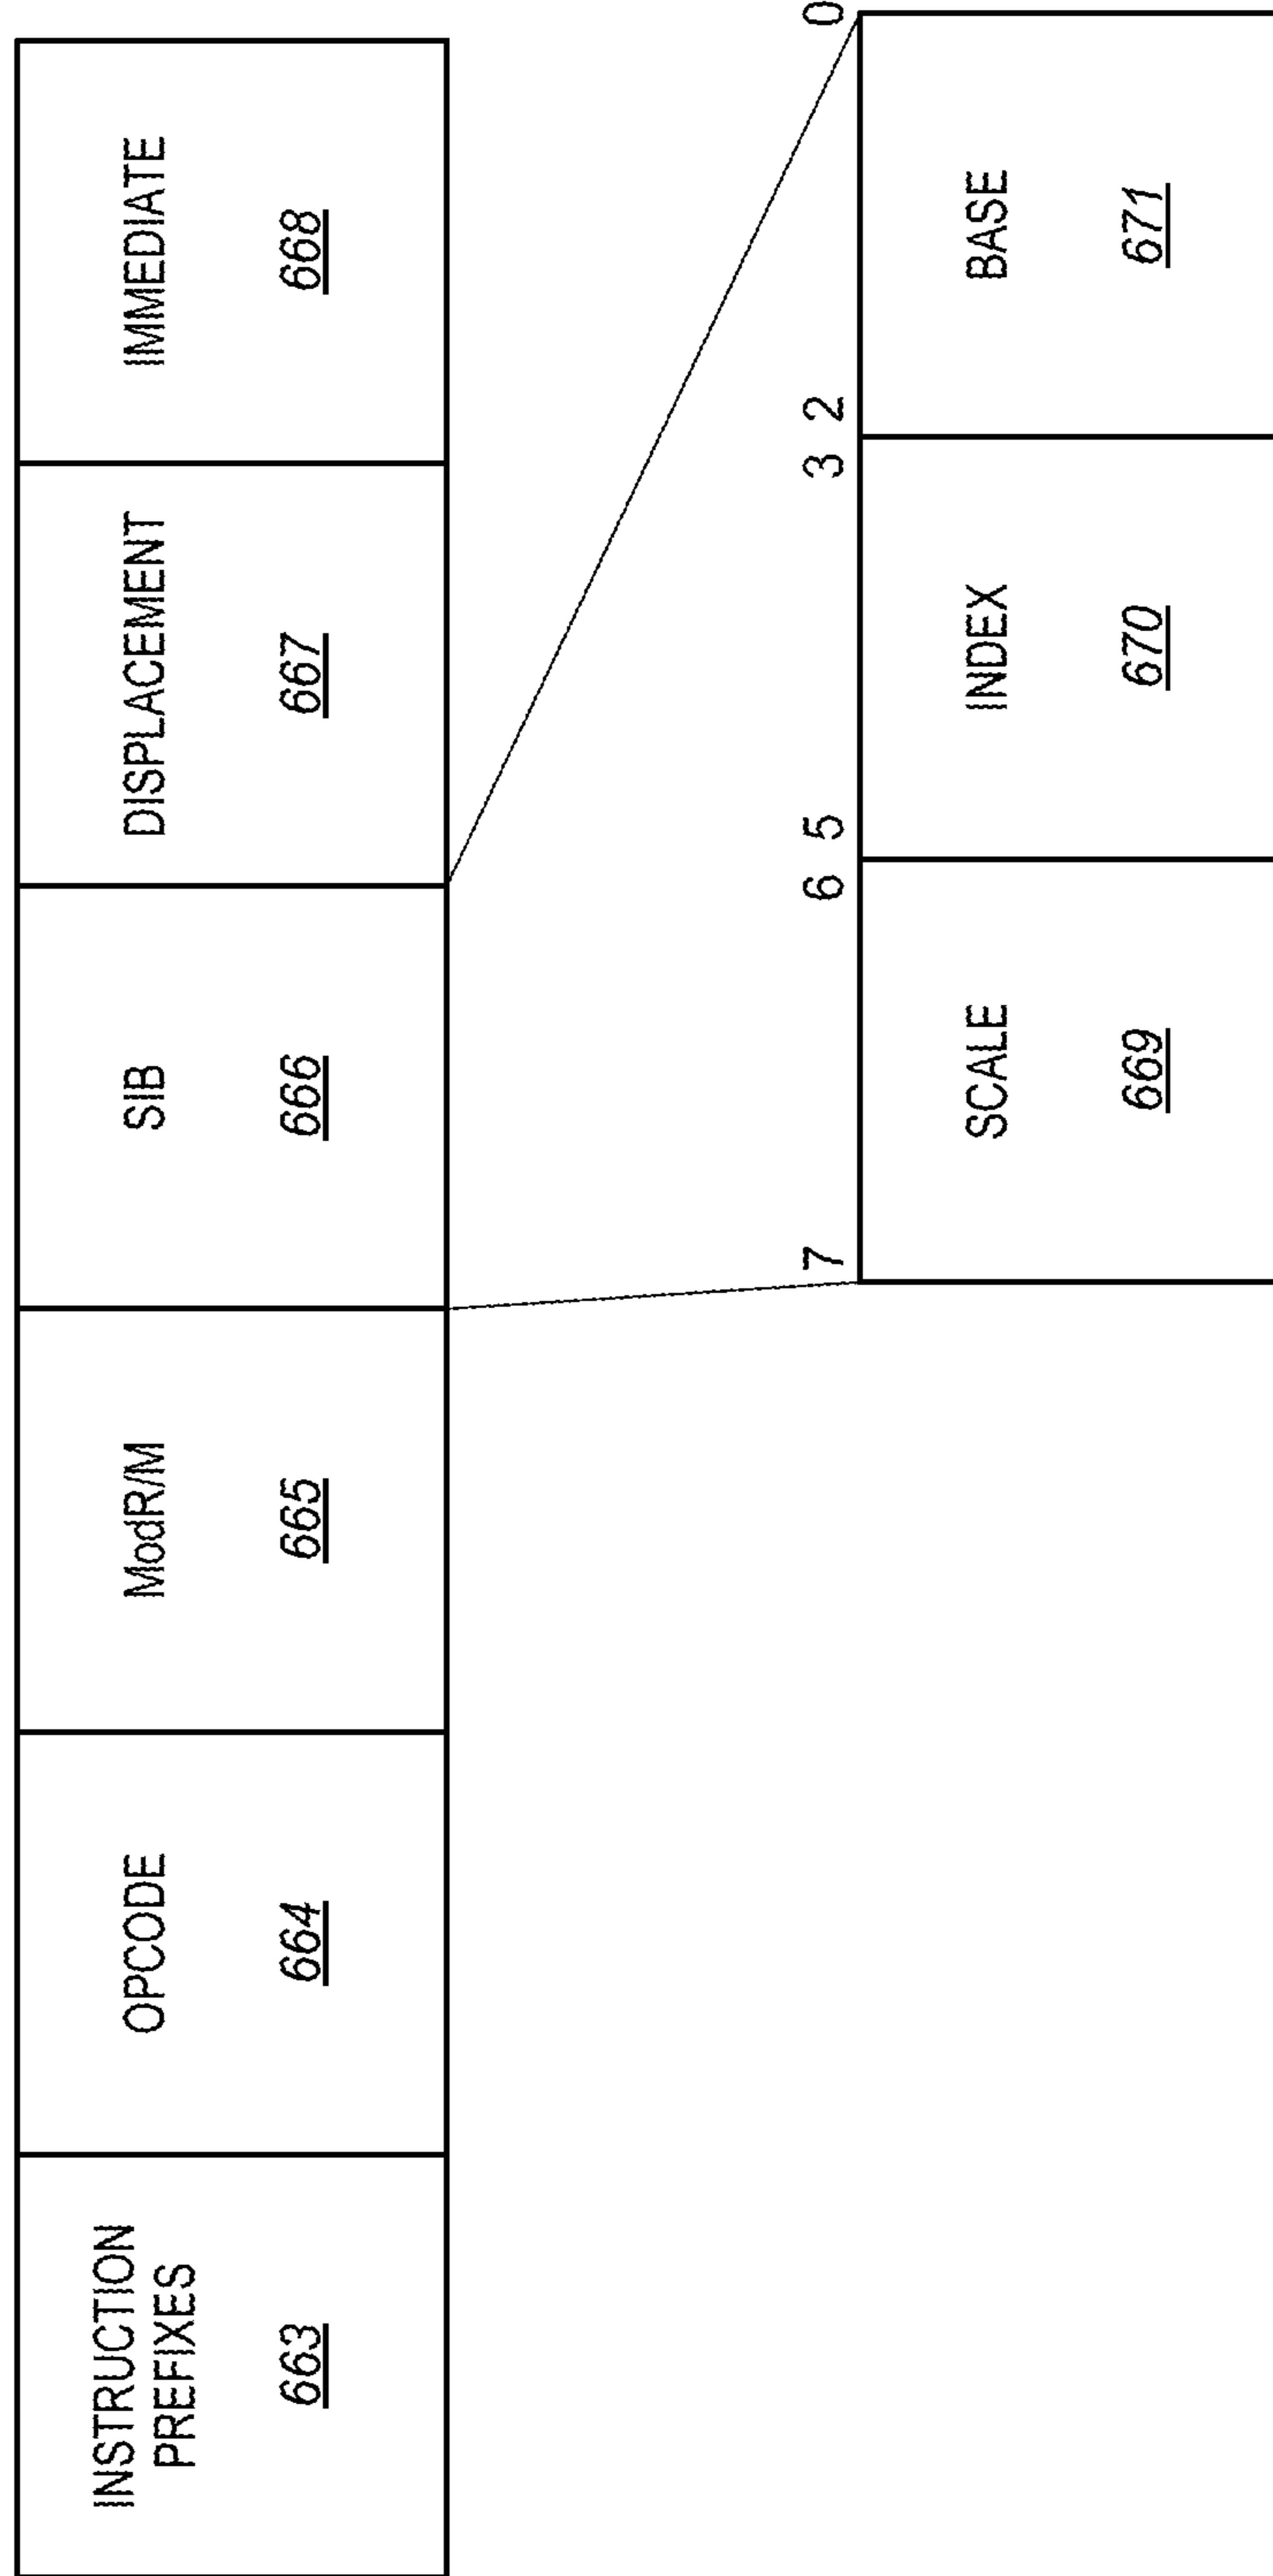 INSTRUCTION
PREFIXES
663
OPCODE
664
ModR/M
665
SIB
666
DISPLACEMENT
667
IMMEDIATE
668
7 6 5 3 2 0
SCALE
669
INDEX
670
BASE
671